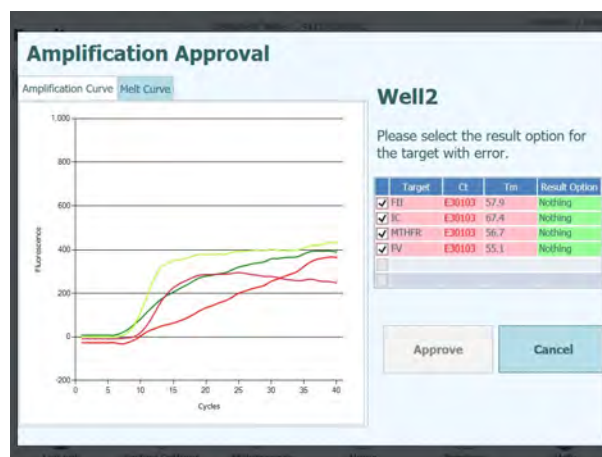 Amplification Approval
Amplification Curve Melt Curve
1,000
800
600
400
200
0
-200
Fluorescence
0 5 10 15 20 25 30 35 40
Cycles
Well2
Please select the result option for
the target with error.
Target Ct Tm Result Option
FII E30103 57.9 Nothing
IC E30103 67.4 Nothing
MTHFR E30103 56.7 Nothing
FV E30103 55.1 Nothing
Approve Cancel